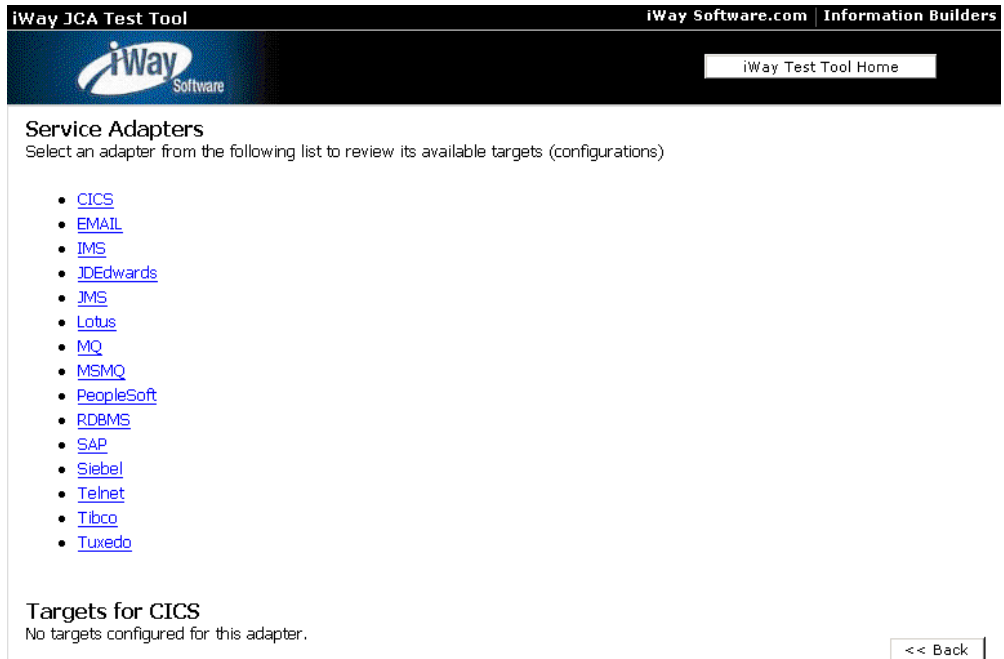 iWay JCA Test Tool
iWay Software.com | Information Builders
iWay
Software
iWay Test Tool Home
Service Adapters
Select an adapter from the following list to review its available targets (configurations)
CICS
EMAIL
IMS
JDEdwards
JMS
Lotus
MQ
MSMQ
PeopleSoft
RDBMS
SAP
Siebel
Telnet
Tibco
Tuxedo
Targets for CICS
No targets configured for this adapter.
<< Back